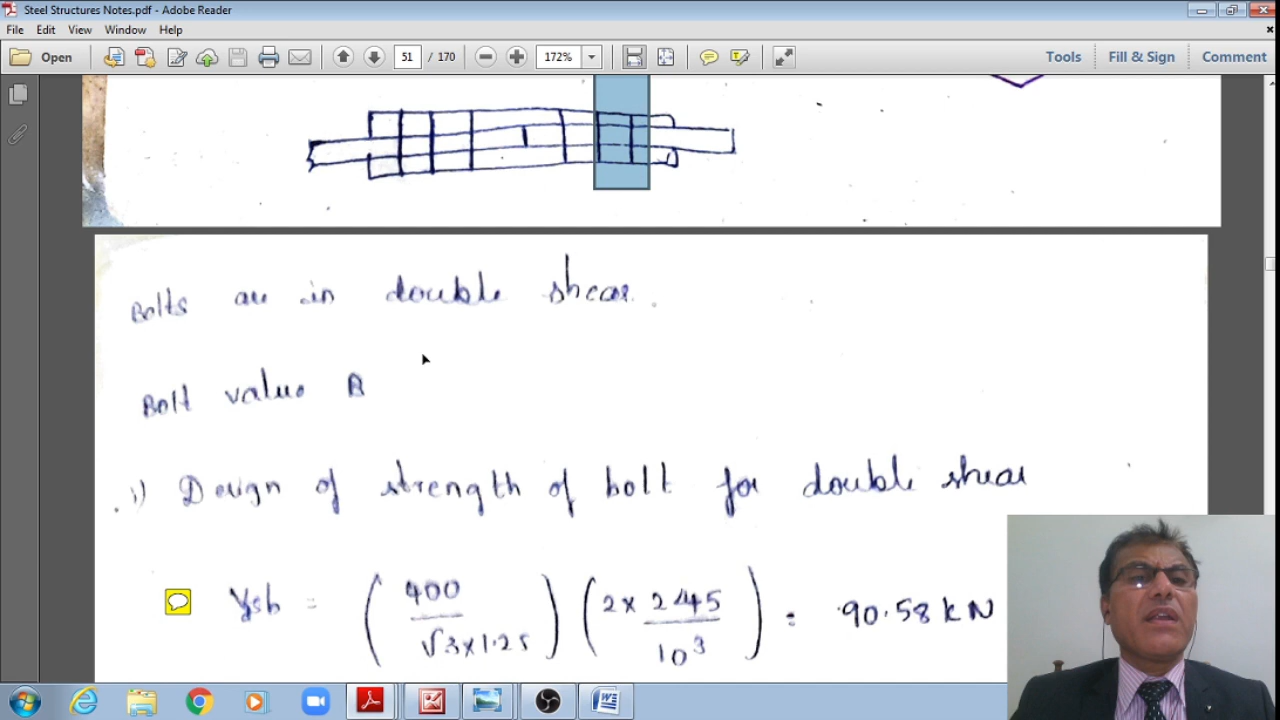 Steel Structures Notes.pdf - Adobe Reader
File Edit View Window Help
Open 51 / 170 172% Tools Fill & Sign Comment
Bolts are in double shear.
Bolt value B
i) Design of strength of bolt for double shear
Vsb = (400 / √3 x 1.25) (2 x 245 / 10³) = 90.58 kN